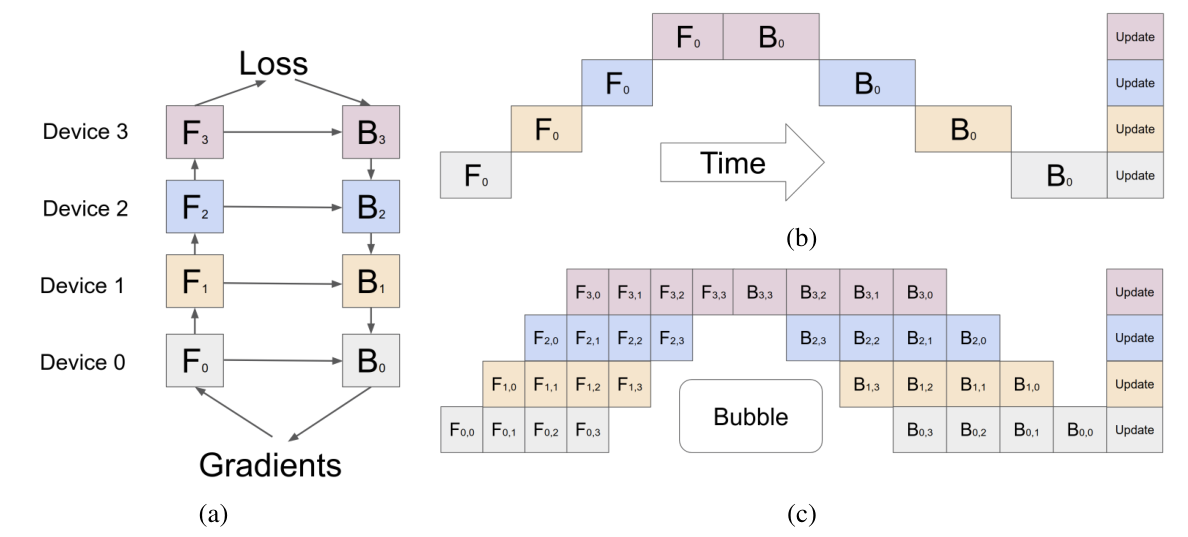 Loss
Device 3 F3 B3
Device 2 F2 B2
Device 1 F1 B1
Device 0 F0 B0
Gradients
(a)
F0 B0 Update
F0 B0 Update
F0 B0 Update
F0 B0 Update
Time
(b)
F3,0 F3,1 F3,2 F3,3 B3,3 B3,2 B3,1 B3,0 Update
F2,0 F2,1 F2,2 F2,3 B2,3 B2,2 B2,1 B2,0 Update
F1,0 F1,1 F1,2 F1,3 B1,3 B1,2 B1,1 B1,0 Update
F0,0 F0,1 F0,2 F0,3 B0,3 B0,2 B0,1 B0,0 Update
Bubble
(c)